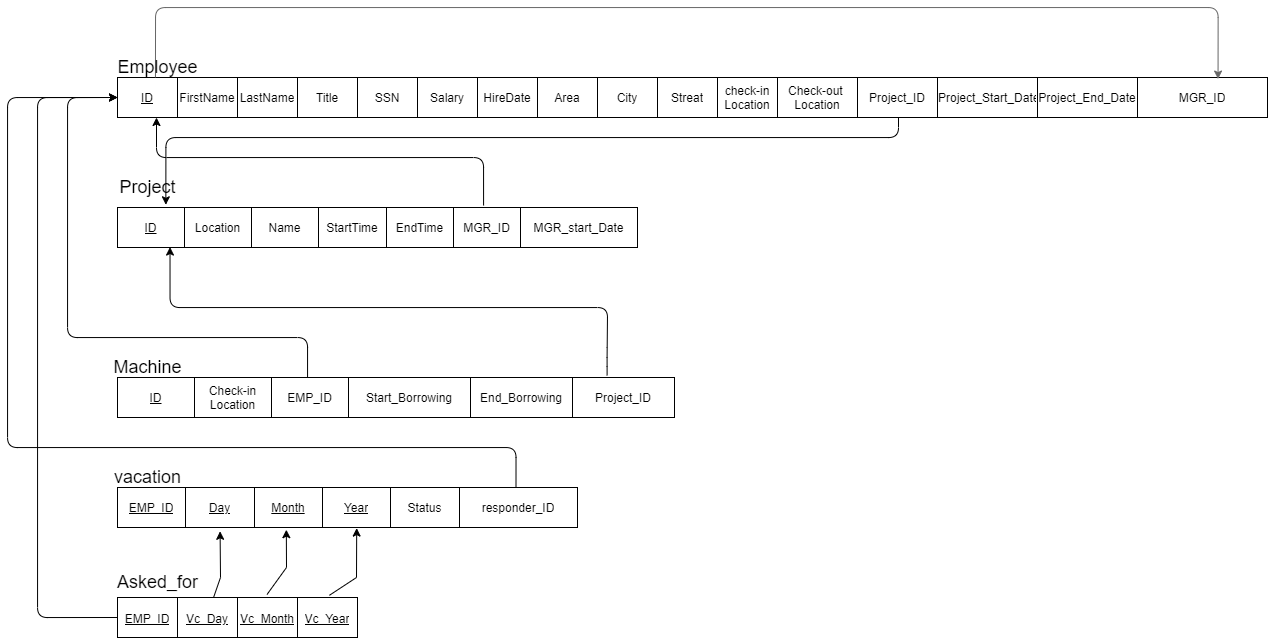 Employee
ID FirstName LastName Title SSN Salary HireDate Area City Streat check-in Location Check-out Location Project_ID Project_Start_Date Project_End_Date MGR_ID
Project
ID Location Name StartTime EndTime MGR_ID MGR_start_Date
Machine
ID Check-in Location EMP_ID Start_Borrowing End_Borrowing Project_ID
vacation
EMP_ID Day Month Year Status responder_ID
Asked_for
EMP_ID Vc_Day Vc_Month Vc_Year